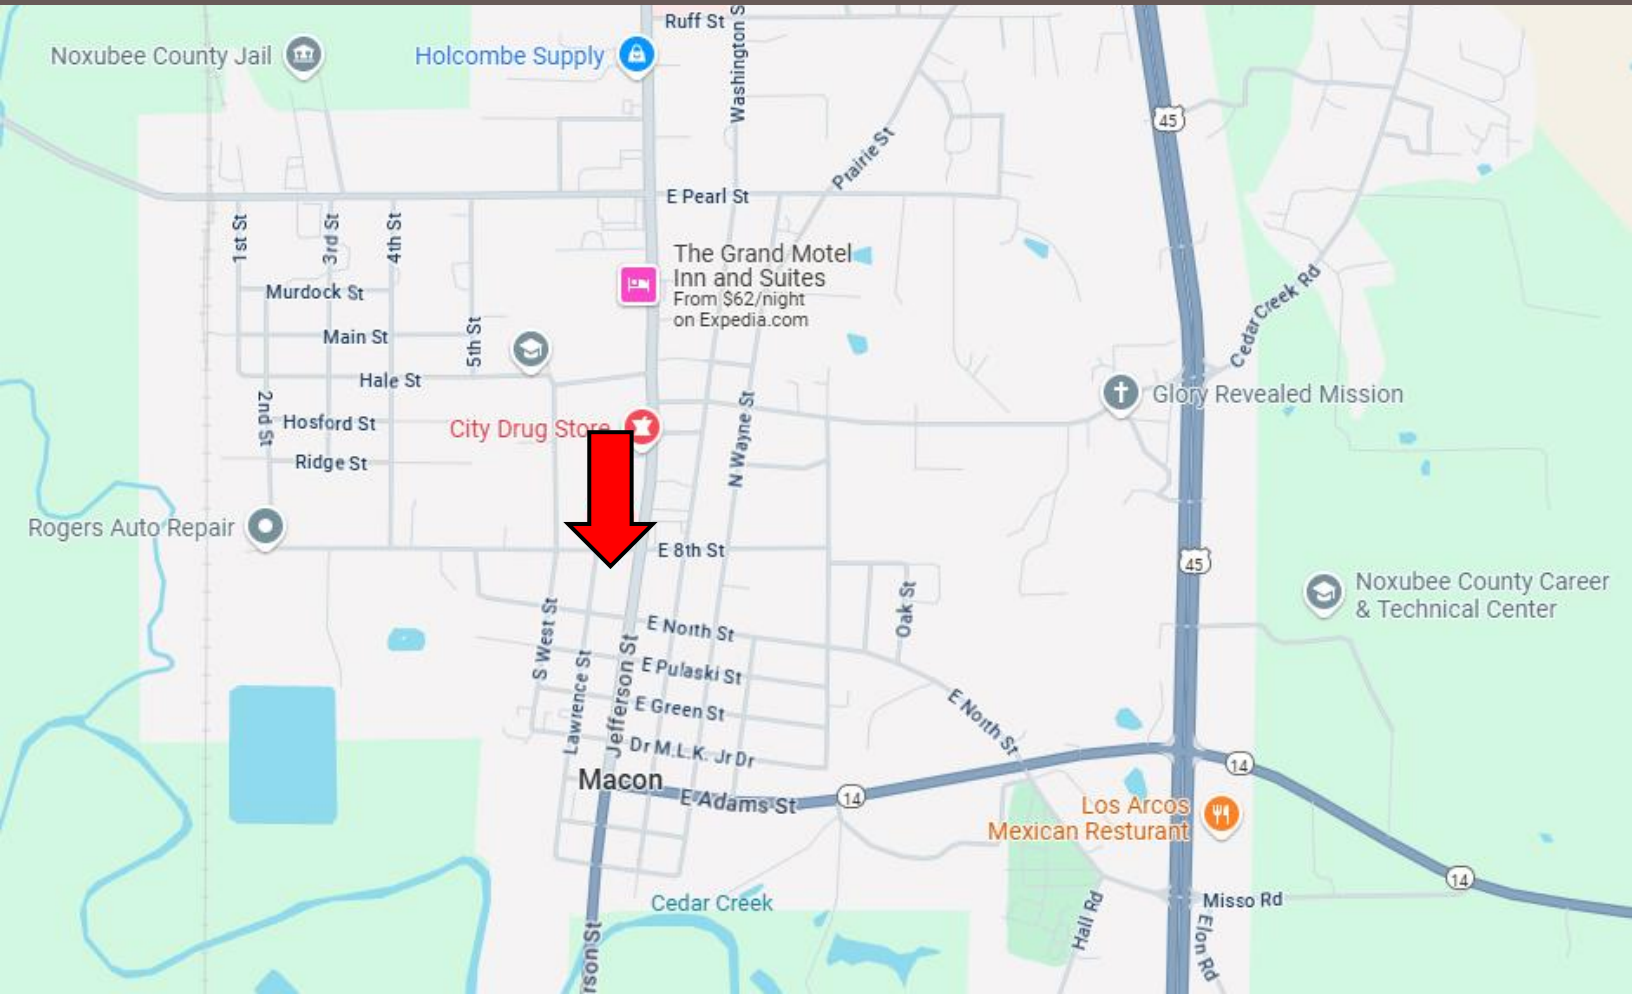 Ruff St
Washington S
Noxubee County Jail
Holcombe Supply
45
Prairie St
E Pearl St
1st St
3rd St
4th St
The Grand Motel
Inn and Suites
From $62/night
on Expedia.com
Murdock St
Main St
5th St
Cedar Creek Rd
Hale St
Glory Revealed Mission
2nd St
Hosford St
City Drug Store
N Wayne St
Ridge St
Rogers Auto Repair
E 8th St
45
Noxubee County Career
& Technical Center
Oak St
S West St
E North St
Lawrence St
Jefferson St
E Pulaski St
E Green St
E North St
Dr M.L.K. Jr Dr
Macon
14
E Adams St
14
Los Arcos
Mexican Resturant
14
Cedar Creek
Misso Rd
Hall Rd
Elon Rd
rson St